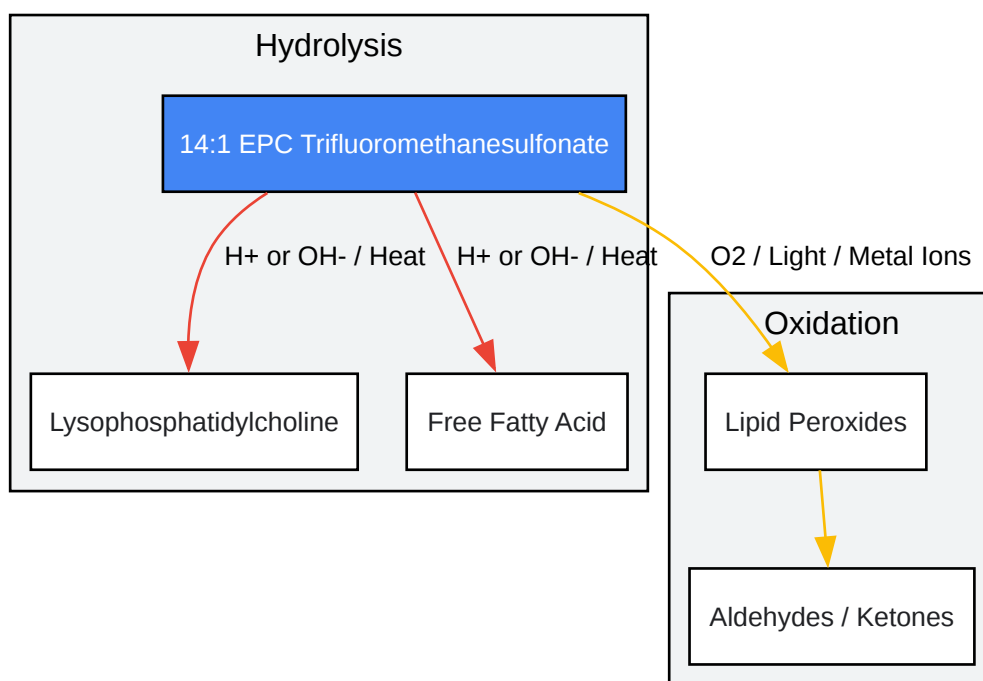 Hydrolysis
14:1 EPC Trifluoromethanesulfonate
H+ or OH- / Heat
H+ or OH- / Heat
O2 / Light / Metal Ions
Oxidation
Lysophosphatidylcholine
Free Fatty Acid
Lipid Peroxides
Aldehydes / Ketones